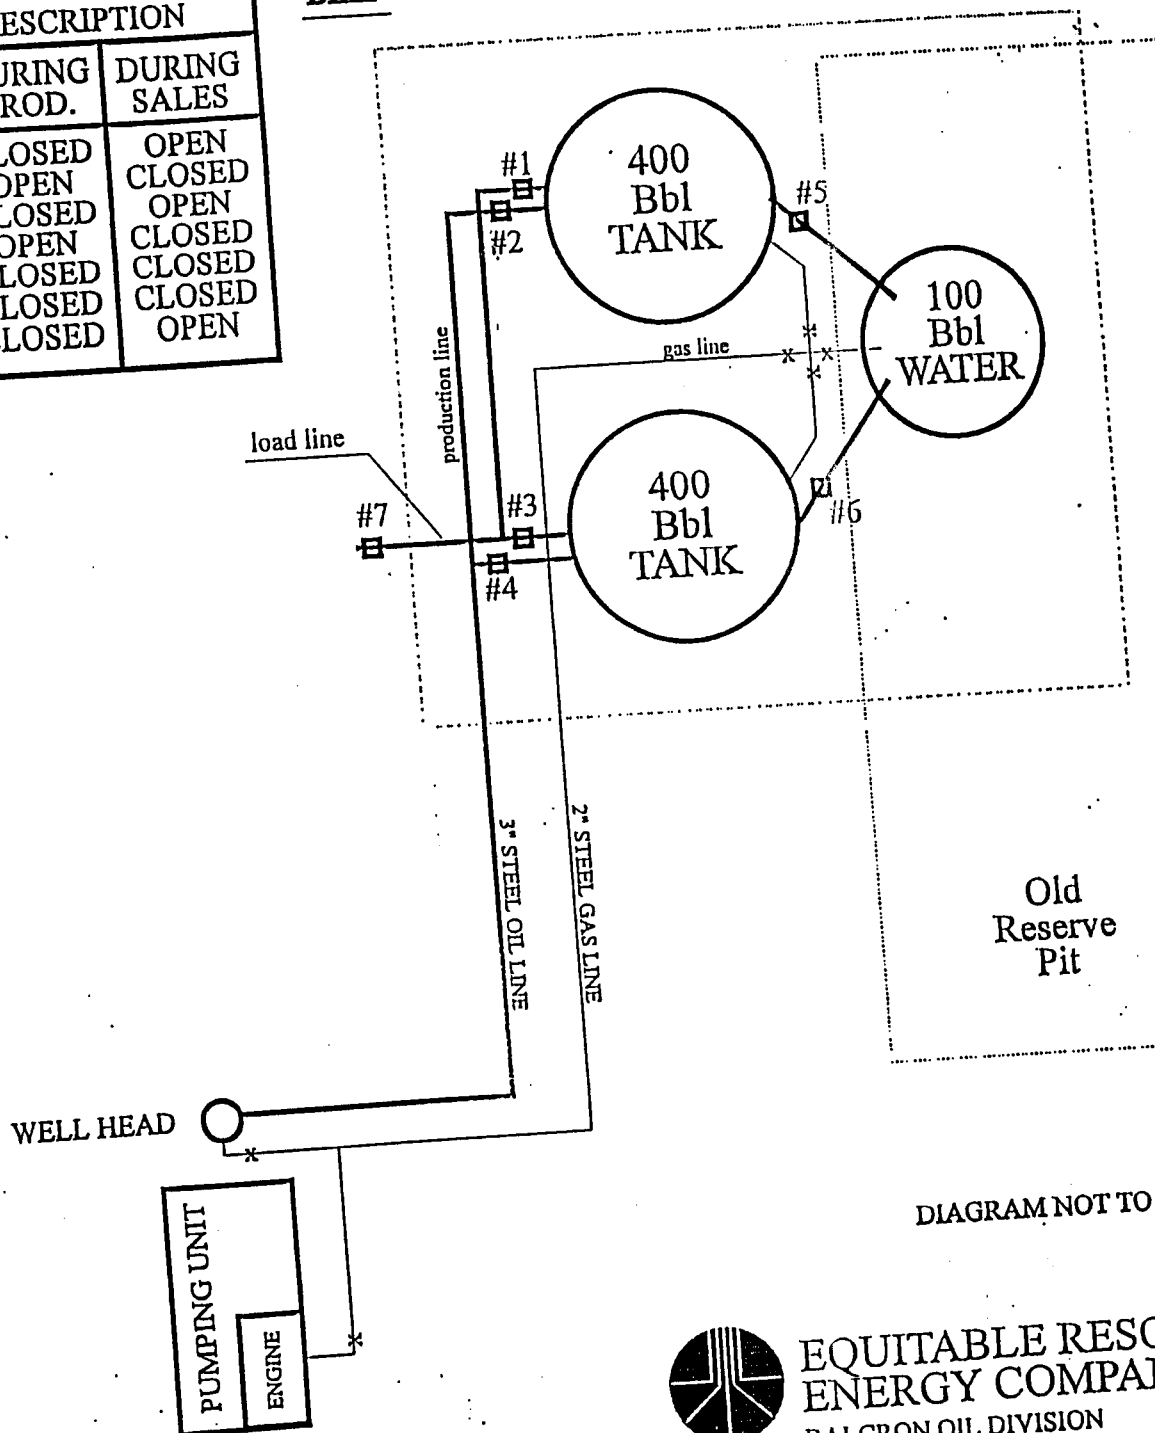 ESCRIPTION
URING DURING
ROD. SALES
LOSED OPEN
OPEN CLOSED
LOSED OPEN
OPEN CLOSED
LOSED CLOSED
LOSED CLOSED
LOSED OPEN
#1
#2
400
Bbl
TANK
#5
100
Bbl
WATER
gas line
production line
load line
#7
#3
#4
400
Bbl
TANK
#6
3" STEEL OIL LINE
2" STEEL GAS LINE
Old
Reserve
Pit
WELL HEAD
PUMPING UNIT
ENGINE
DIAGRAM NOT TO
EQUITABLE RESO
ENERGY COMPA
BALCRON OIL DIVISION